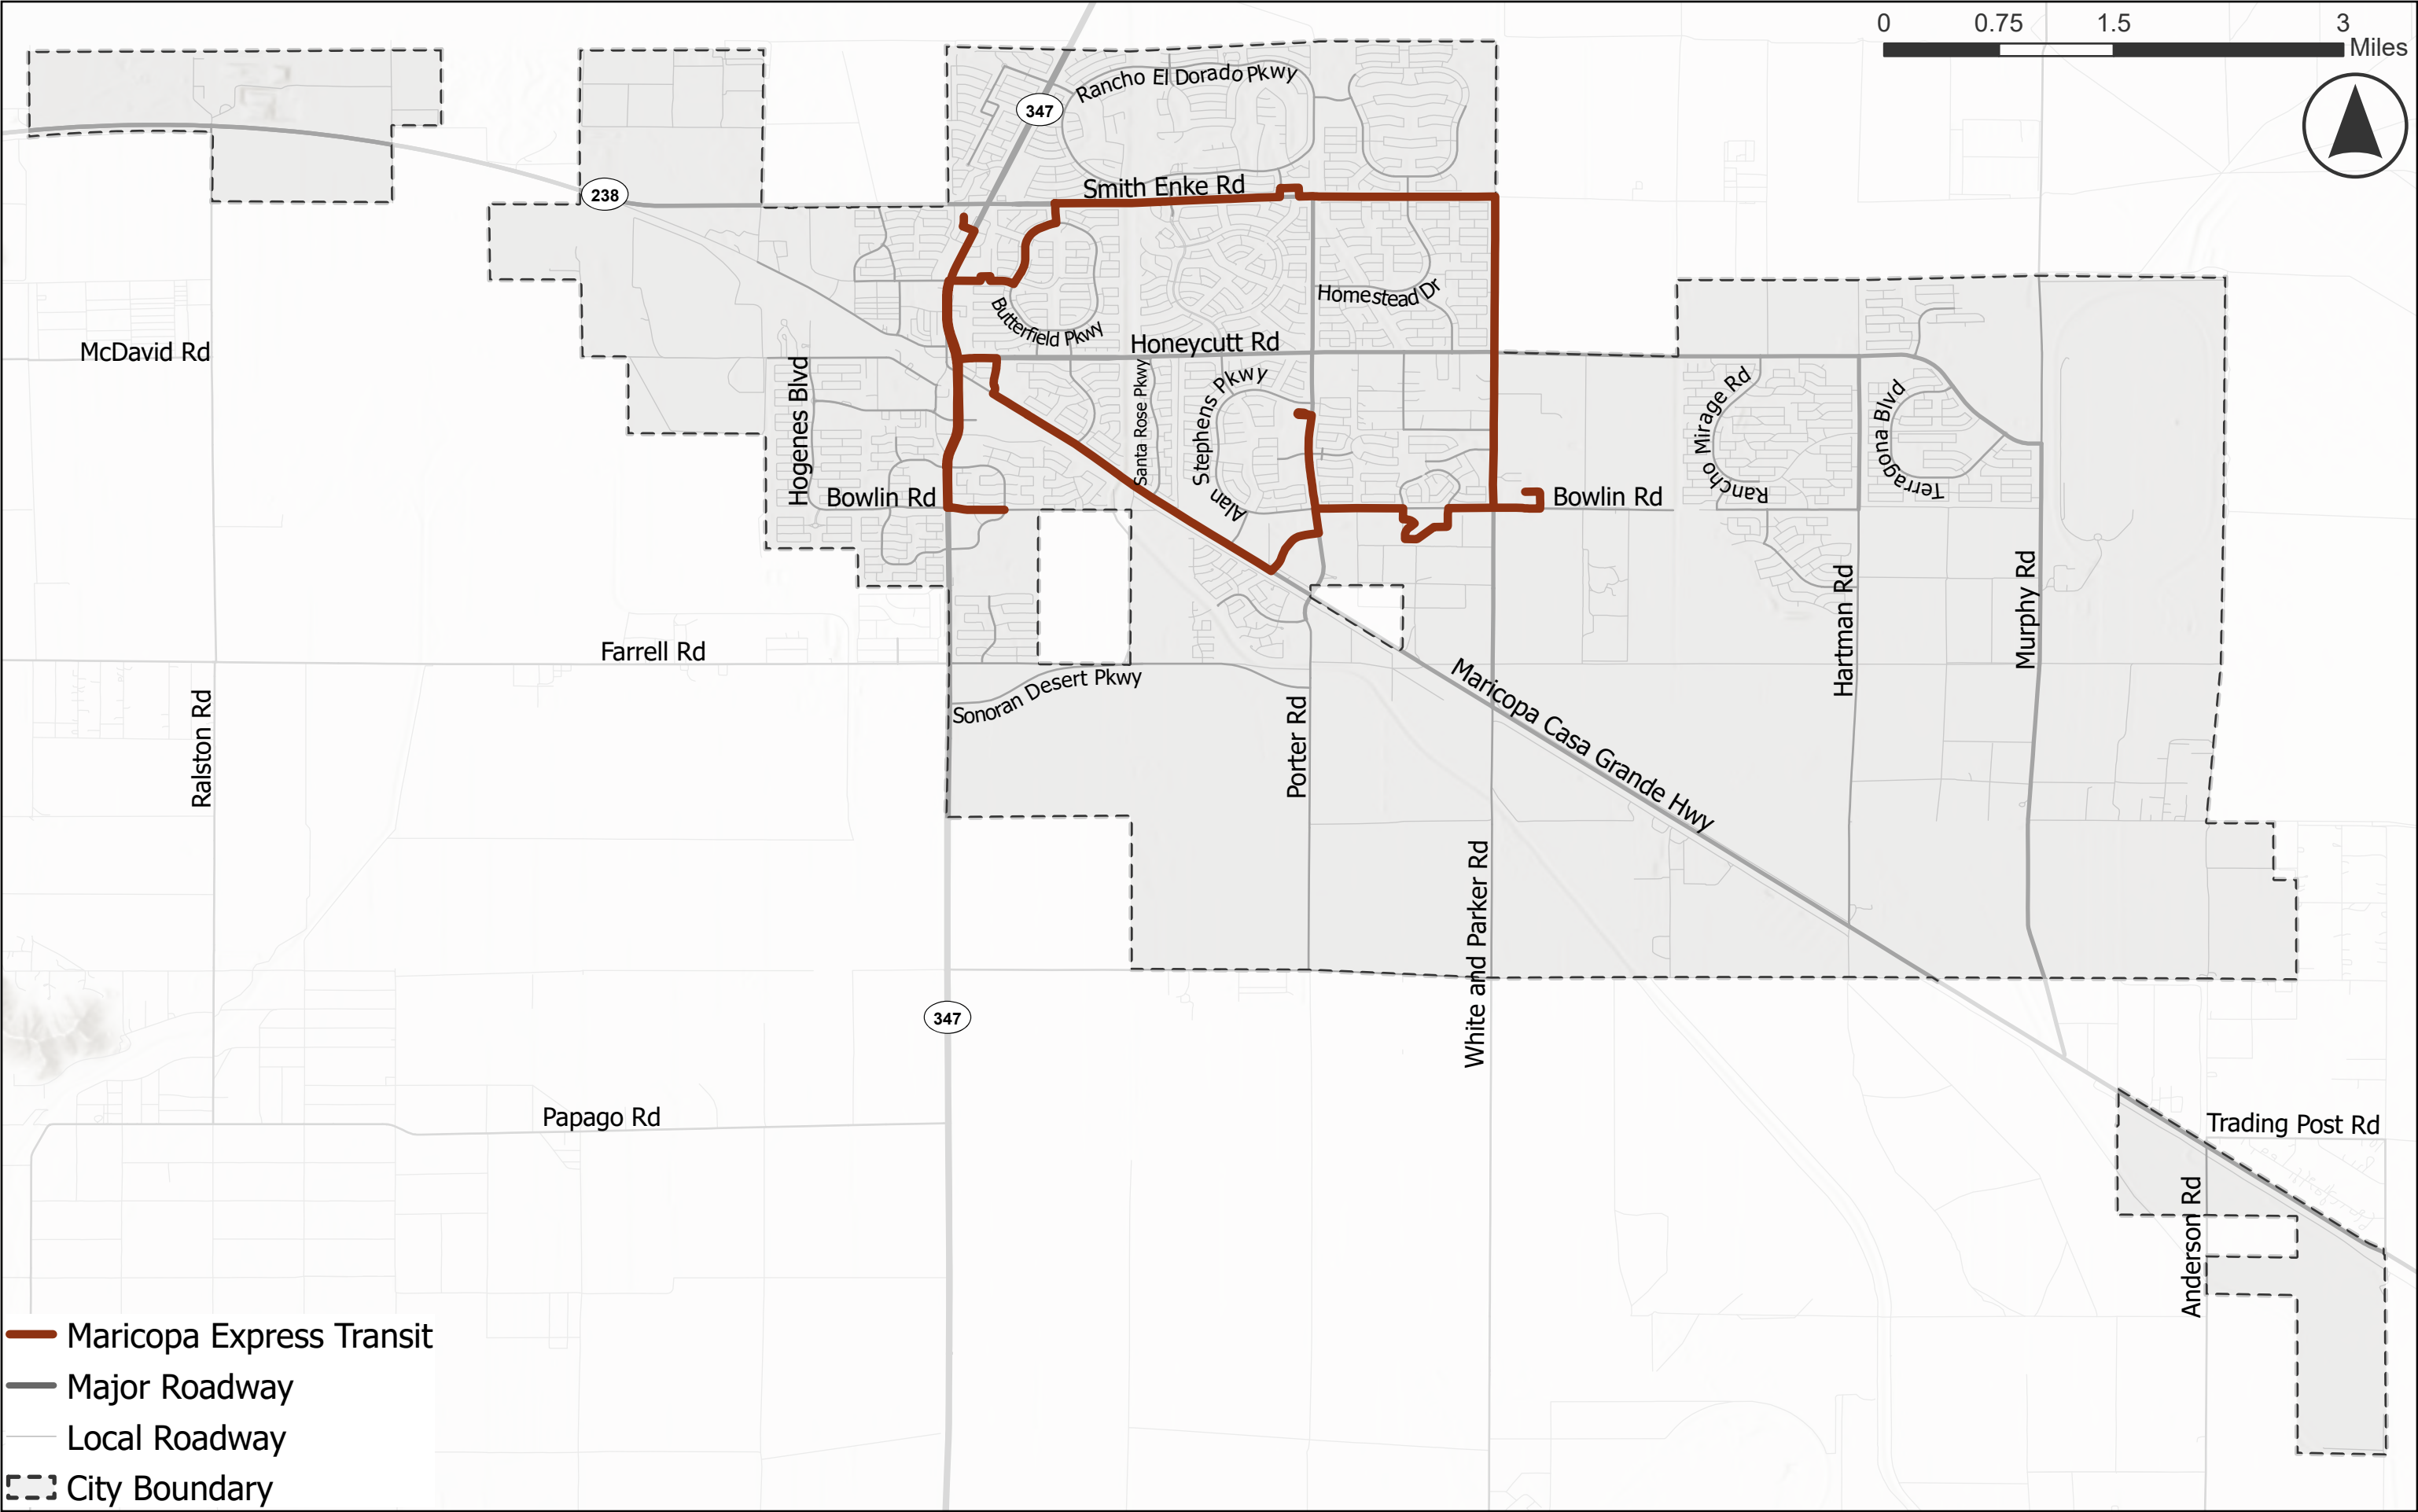 0 0.75 1.5 3
Miles
Rancho El Dorado Pkwy
347
238
Smith Enke Rd
Homestead Dr
Butterfield Pkwy
Honeycutt Rd
McDavid Rd
Hogenes Blvd
Santa Rose Pkwy
Alan Stephens Pkwy
Rancho Mirage Rd
Terragona Blvd
Bowlin Rd
Bowlin Rd
Farrell Rd
Hartman Rd
Murphy Rd
Sonoran Desert Pkwy
Ralston Rd
Porter Rd
Maricopa Casa Grande Hwy
White and Parker Rd
347
Papago Rd
Trading Post Rd
Anderson Rd
Maricopa Express Transit
Major Roadway
Local Roadway
City Boundary